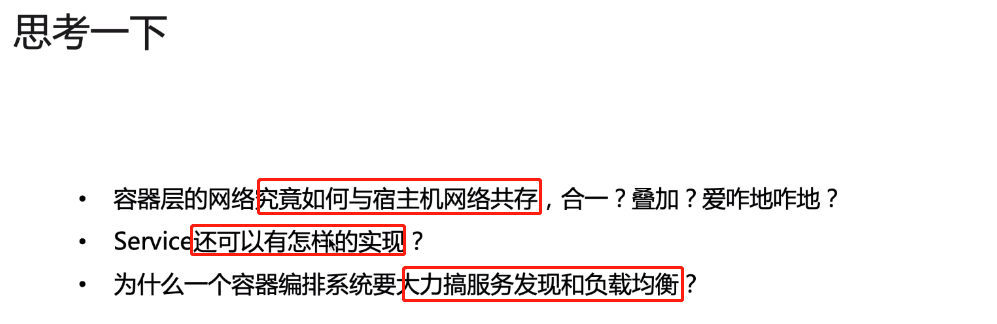 思考一下
• 容器层的网络究竟如何与宿主机网络共存，合一？叠加？爱咋地咋地？
• Service还可以有怎样的实现？
• 为什么一个容器编排系统要大力搞服务发现和负载均衡？